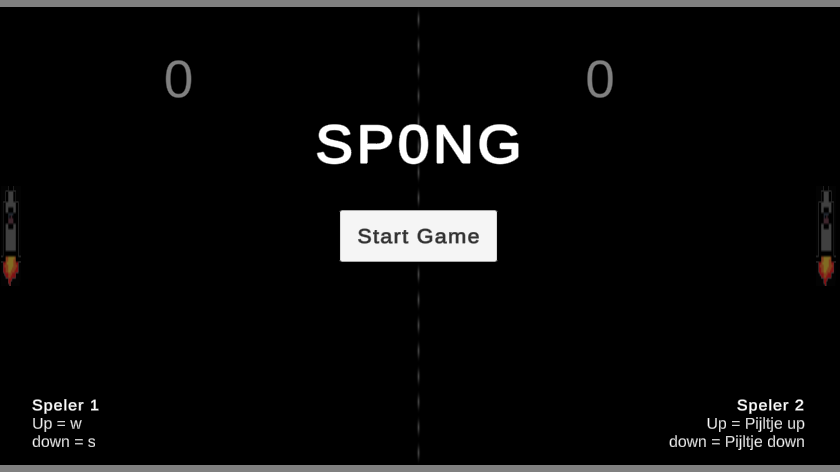 0
0
SP0NG
Start Game
Speler 1
Up = w
down = s
Speler 2
Up = Pijltje up
down = Pijltje down